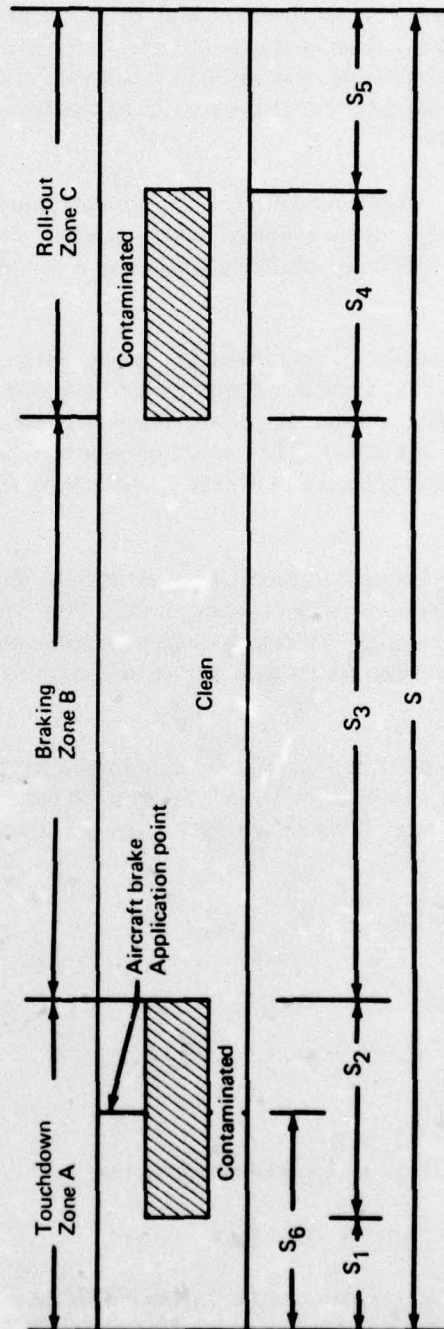 Touchdown
Zone A
Braking
Zone B
Roll-out
Zone C
Aircraft brake
Application point
Contaminated
Clean
Contaminated
S6
S1
S2
S3
S4
S5
S